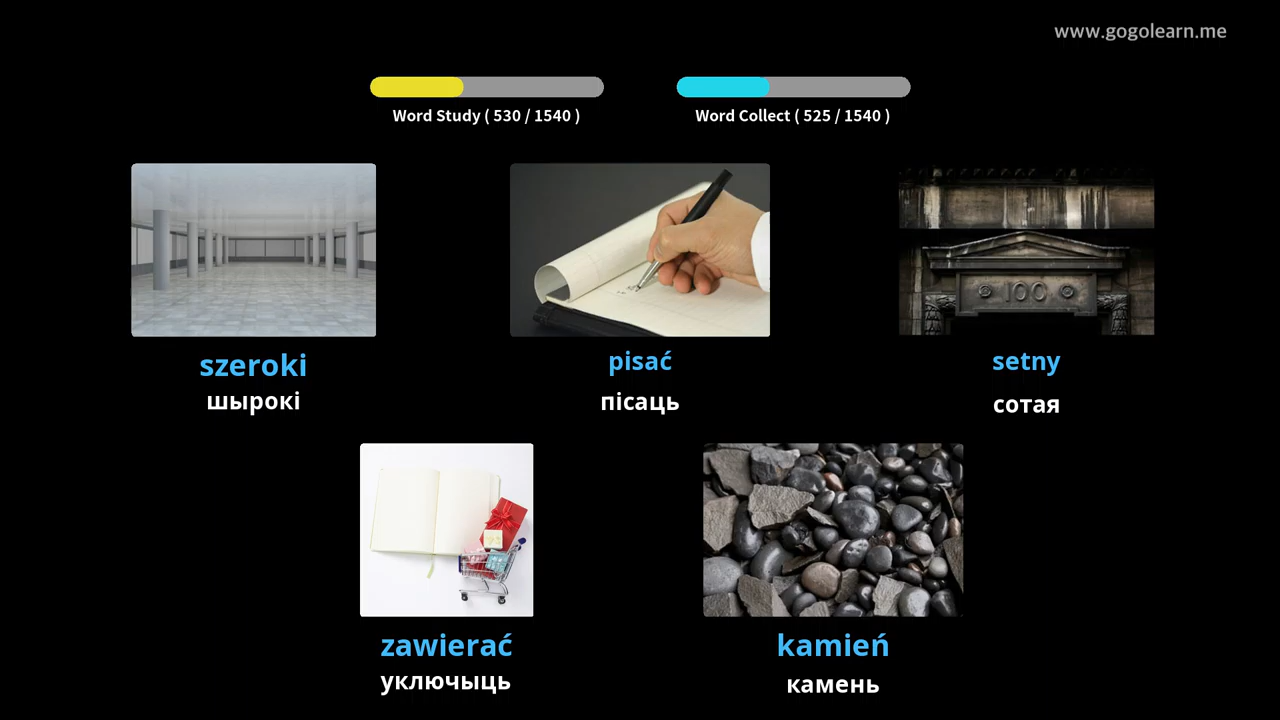 www.gogolearn.me
Word Study ( 530 / 1540 )
Word Collect ( 525 / 1540 )
100
szeroki
шырокі
pisać
пісаць
setny
сотая
zawierać
уключыць
kamień
камень